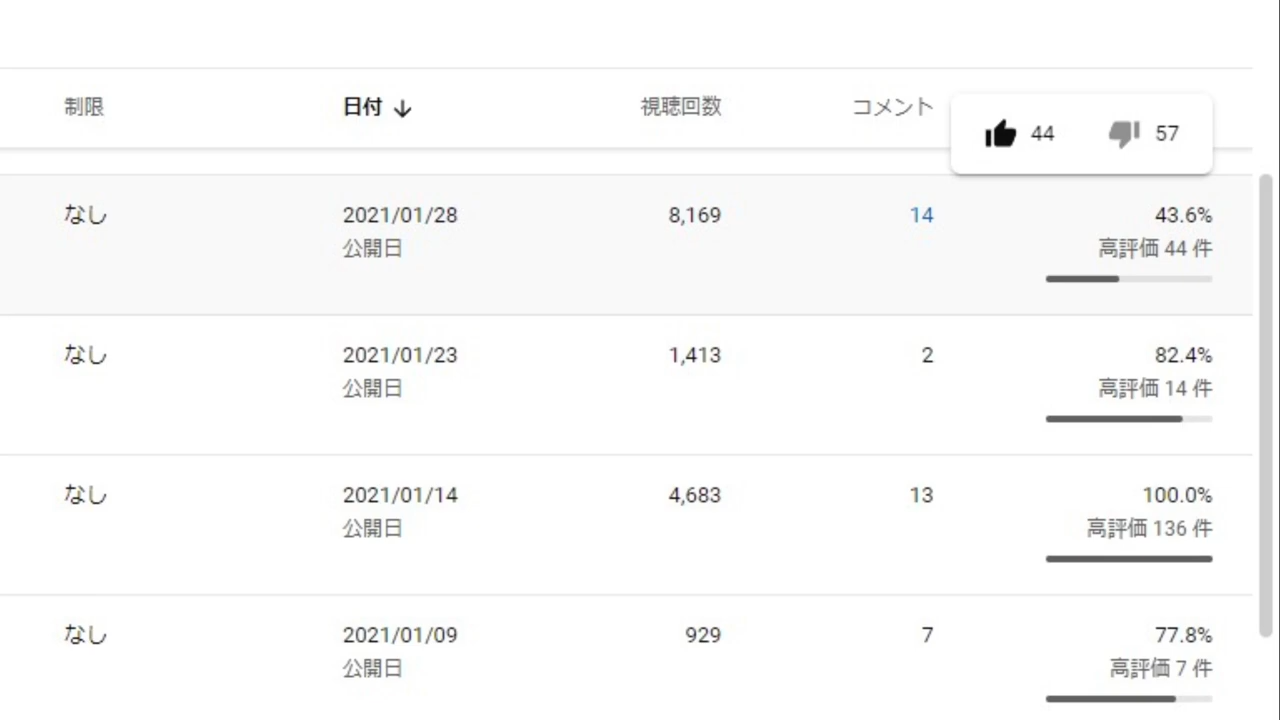 制限 日付 ↓ 視聴回数 コメント
44 57
なし 2021/01/28 8,169 14 43.6%
公開日 高評価 44 件
なし 2021/01/23 1,413 2 82.4%
公開日 高評価 14 件
なし 2021/01/14 4,683 13 100.0%
公開日 高評価 136 件
なし 2021/01/09 929 7 77.8%
公開日 高評価 7 件